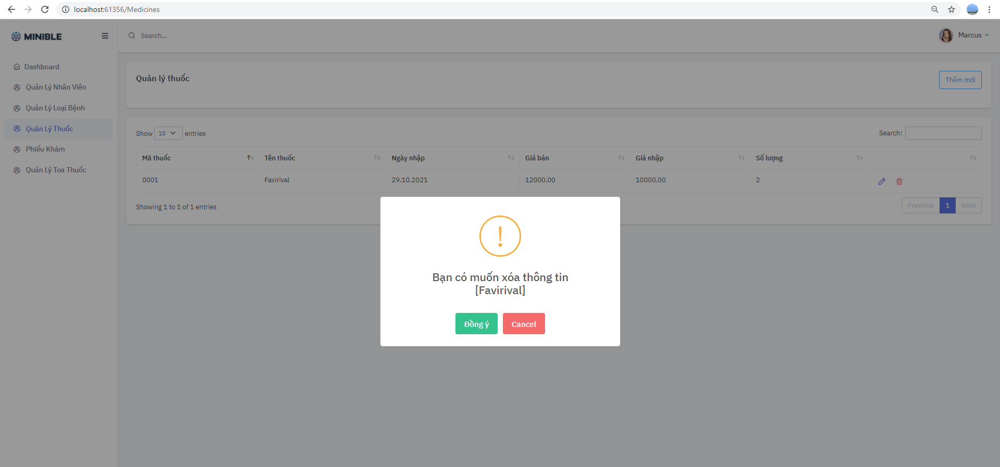 localhost:61356/Medicines
MINIBLE
Search...
Marcus
Dashboard
Quản Lý Nhân Viên
Quản Lý Loại Bệnh
Quản Lý Thuốc
Phiếu Khám
Quản Lý Toa Thuốc
Quản lý thuốc
Thêm mới
Show 10 entries
Search:
Mã thuốc Tên thuốc Ngày nhập Giá bán Giá nhập Số lượng
0001 Favirival 29.10.2021 12000.00 10000.00 2
Showing 1 to 1 of 1 entries
Previous 1 Next
Bạn có muốn xóa thông tin
[Favirival]
Đồng ý Cancel